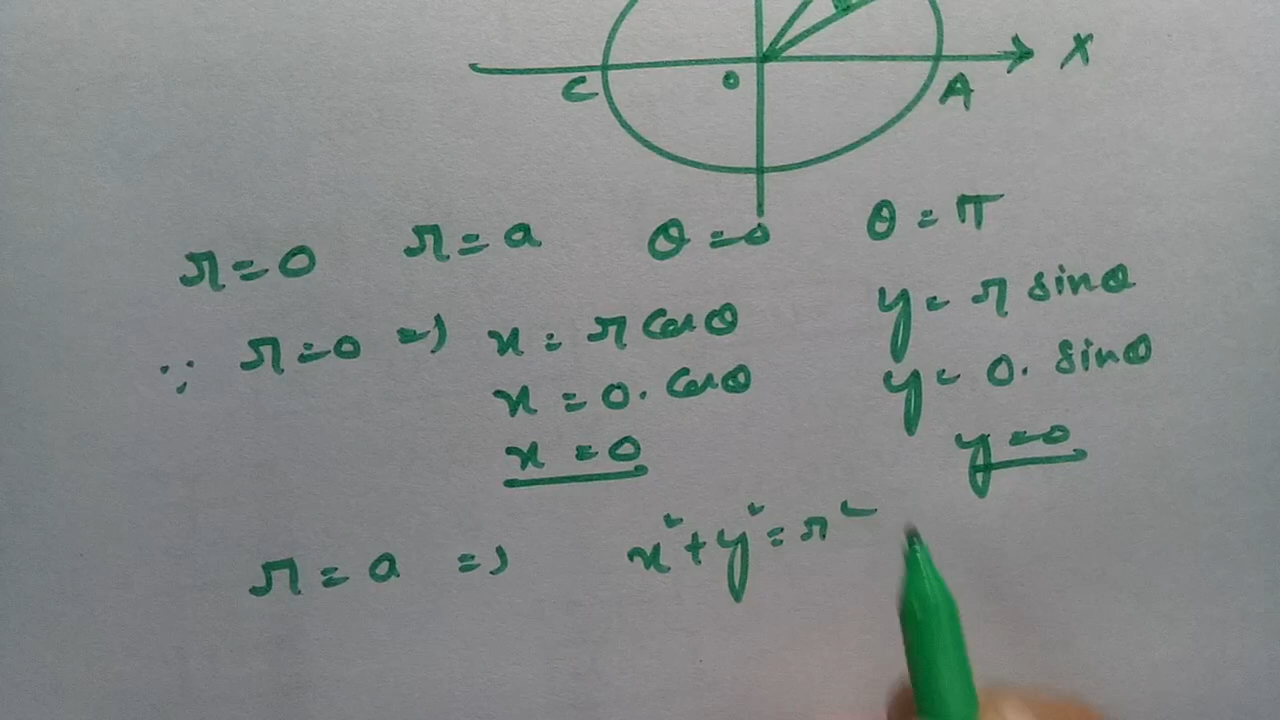 X
C O A
r=0 r=a θ=0 θ=π
∵ r=0 ⇒ x=r cosθ y=r sinθ
x=0. cosθ y=0. sinθ
x=0 y=0
r=a ⇒ x²+y²=r²